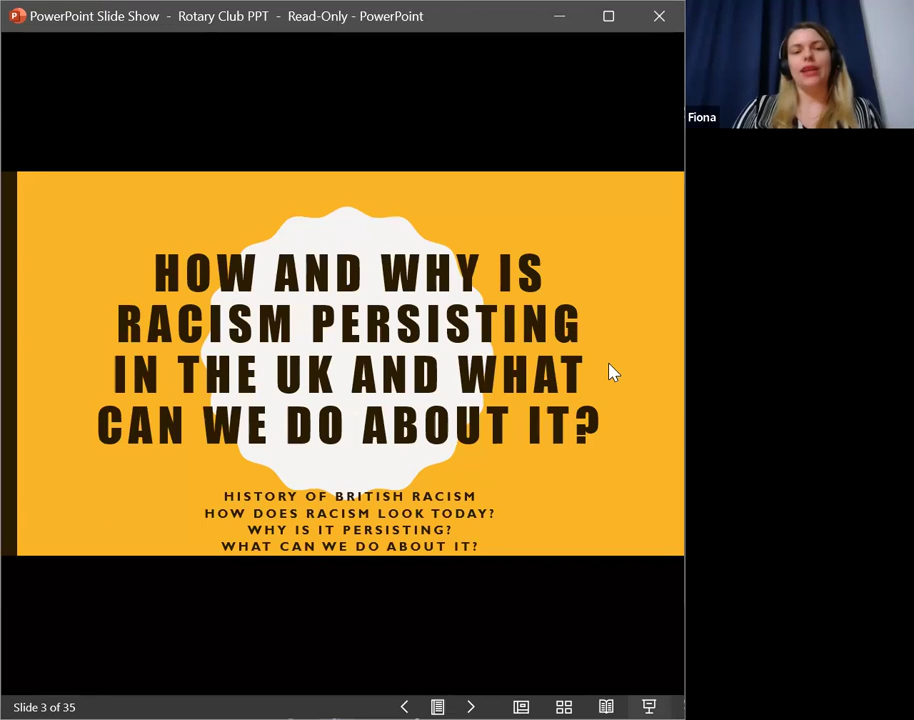 PowerPoint Slide Show - Rotary Club PPT - Read-Only - PowerPoint
Fiona
HOW AND WHY IS
RACISM PERSISTING
IN THE UK AND WHAT
CAN WE DO ABOUT IT?
HISTORY OF BRITISH RACISM
HOW DOES RACISM LOOK TODAY?
WHY IS IT PERSISTING?
WHAT CAN WE DO ABOUT IT?
Slide 3 of 35